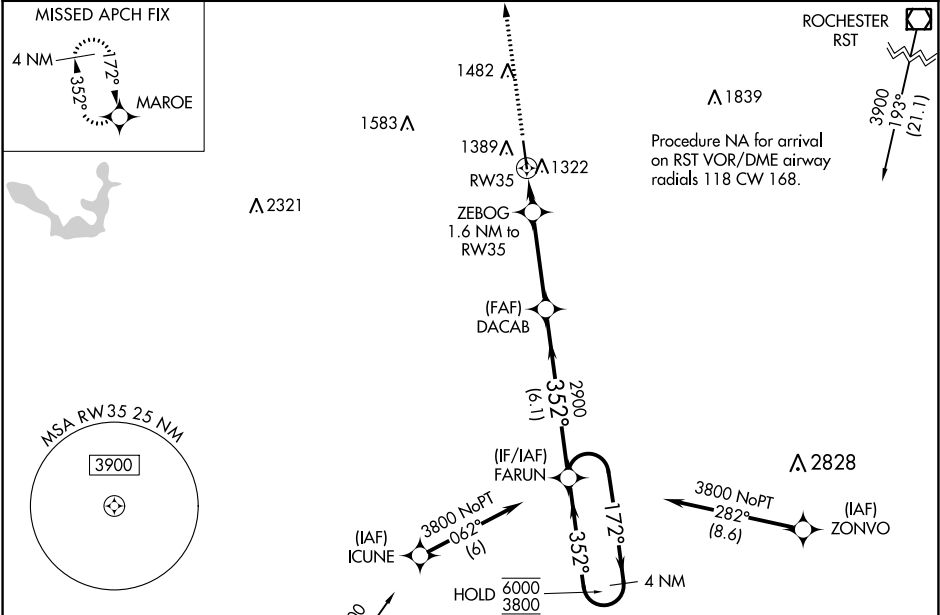 MISSED APCH FIX
4 NM
172°
352°
MAROE
ROCHESTER
RST
3900
193°
(21.1)
1482
1839
1583
1389
1322
RW35
Procedure NA for arrival
on RST VOR/DME airway
radials 118 CW 168.
2321
ZEBOG
1.6 NM to
RW35
(FAF)
DACAB
2900
352°
(6.1)
MSA RW35 25 NM
3900
(IF/IAF)
FARUN
2828
3800 NoPT
282°
(8.6)
(IAF)
ZONVO
3800 NoPT
062°
(6)
(IAF)
ICUNE
172°
352°
HOLD
6000
3800
4 NM